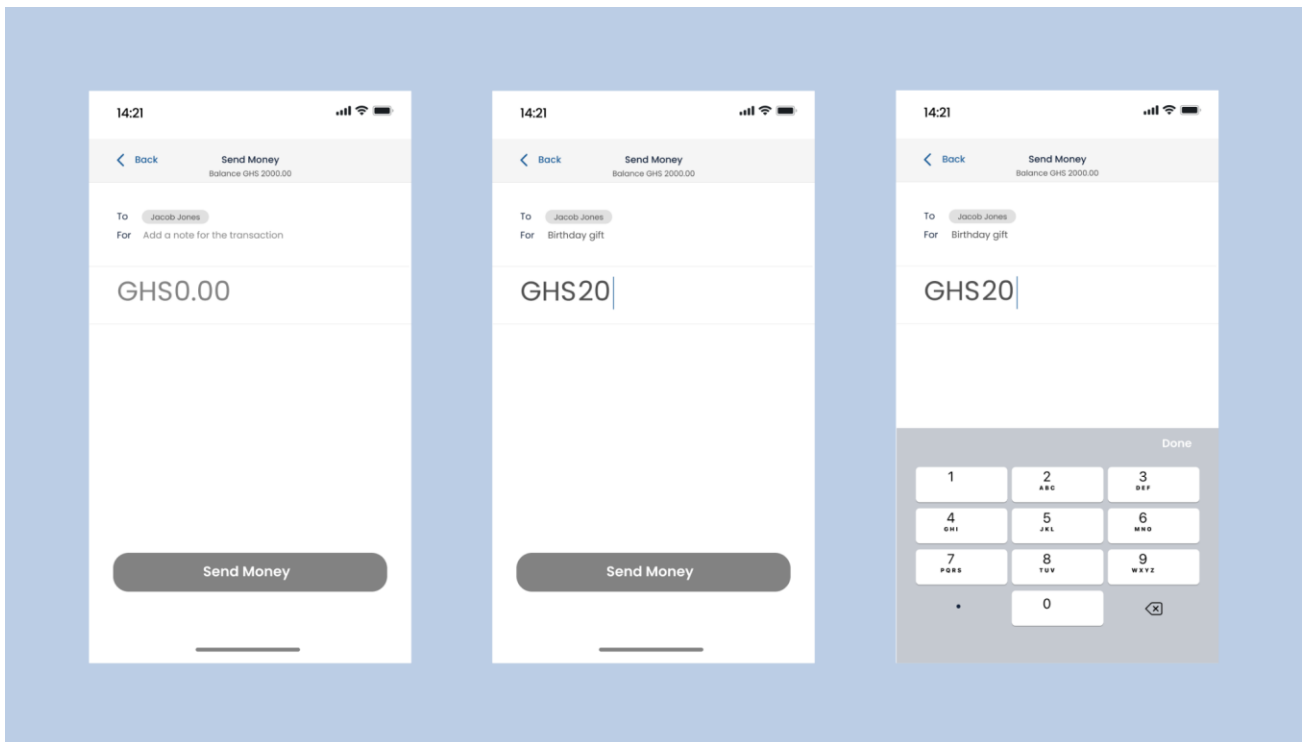 14:21
Back Send Money
Balance GHS 2000.00
To Jacob Jones
For Add a note for the transaction
GHS0.00
Send Money
14:21
Back Send Money
Balance GHS 2000.00
To Jacob Jones
For Birthday gift
GHS20
Send Money
14:21
Back Send Money
Balance GHS 2000.00
To Jacob Jones
For Birthday gift
GHS20
Done
1 2 3
ABC DEF
4 5 6
GHI JKL MNO
7 8 9
PQRS TUV WXYZ
. 0